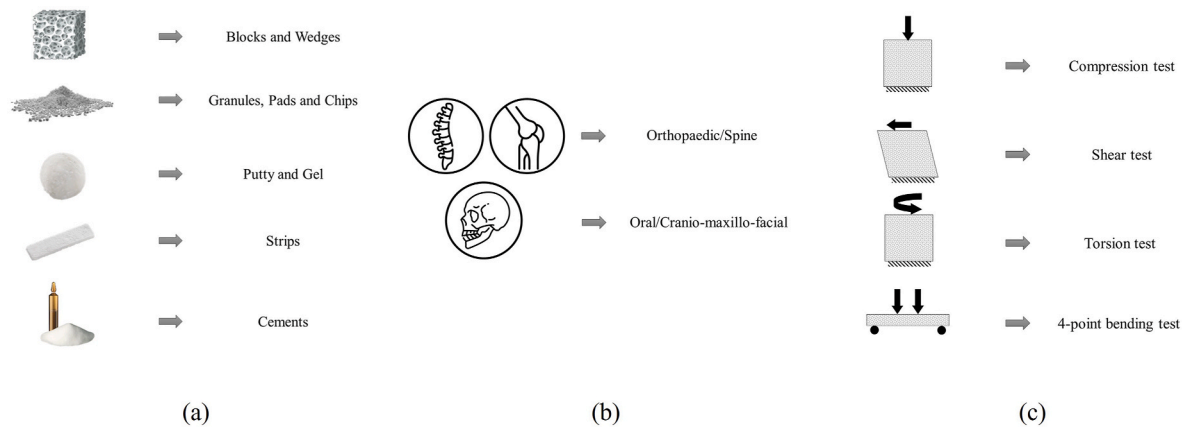 Blocks and Wedges
Granules, Pads and Chips
Putty and Gel
Strips
Cements
(a)
Orthopaedic/Spine
Oral/Cranio-maxillo-facial
(b)
Compression test
Shear test
Torsion test
4-point bending test
(c)